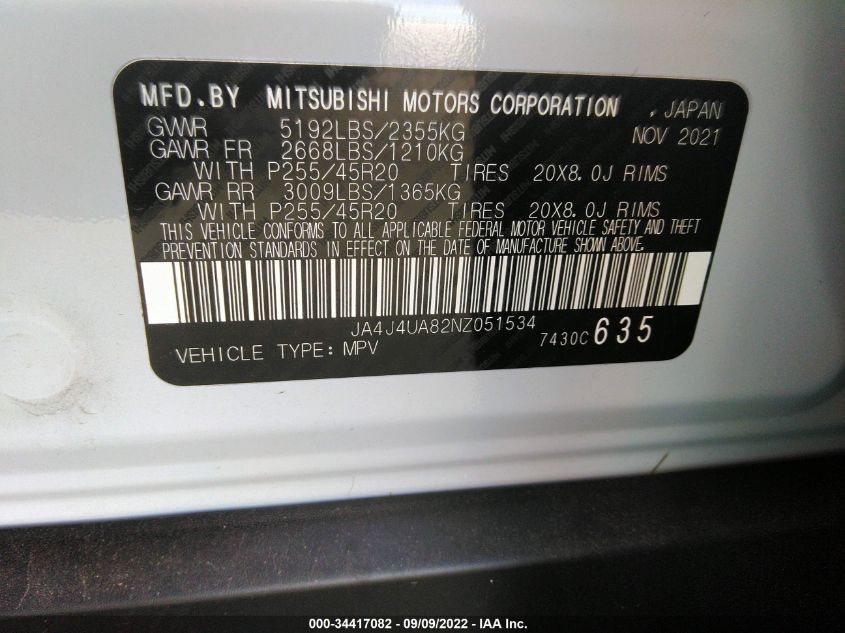 MFD.BY MITSUBISHI MOTORS CORPORATION , JAPAN
GVWR 5192LBS/2355KG NOV 2021
GAWR FR 2668LBS/1210KG
WITH P255/45R20 TIRES 20X8.0J RIMS
GAWR RR 3009LBS/1365KG
WITH P255/45R20 TIRES 20X8.0J RIMS
THIS VEHICLE CONFORMS TO ALL APPLICABLE FEDERAL MOTOR VEHICLE SAFETY AND THEFT
PREVENTION STANDARDS IN EFFECT ON THE DATE OF MANUFACTURE SHOWN ABOVE.
JA4J4UA82NZ051534
7430C 635
VEHICLE TYPE: MPV
000-34417082 - 09/09/2022 - IAA Inc.